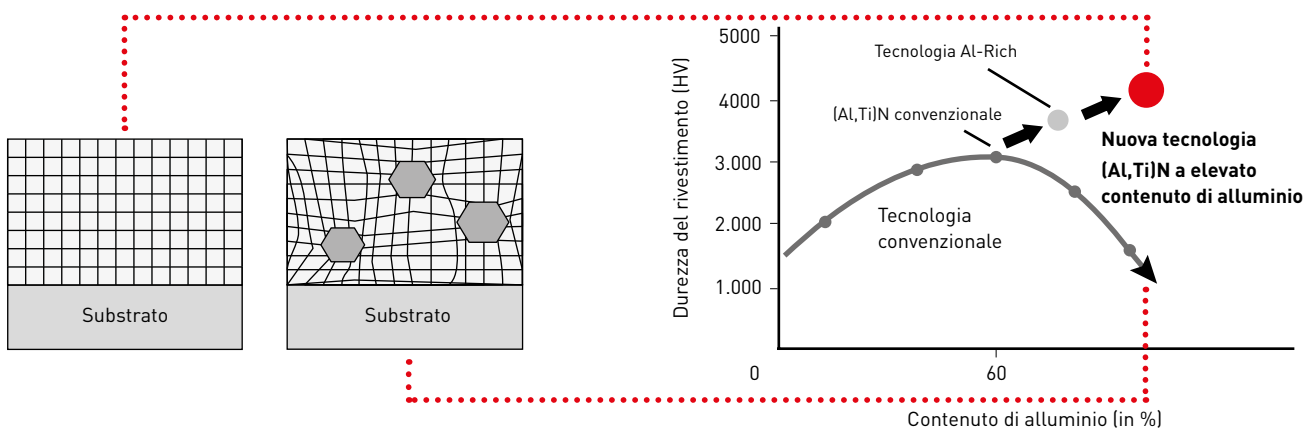 Substrato
Substrato
Durezza del rivestimento (HV)
5000
4000
3.000
2.000
1.000
0
60
Contenuto di alluminio (in %)
Tecnologia Al-Rich
(Al,Ti)N convenzionale
Tecnologia
convenzionale
Nuova tecnologia
(Al,Ti)N a elevato
contenuto di alluminio